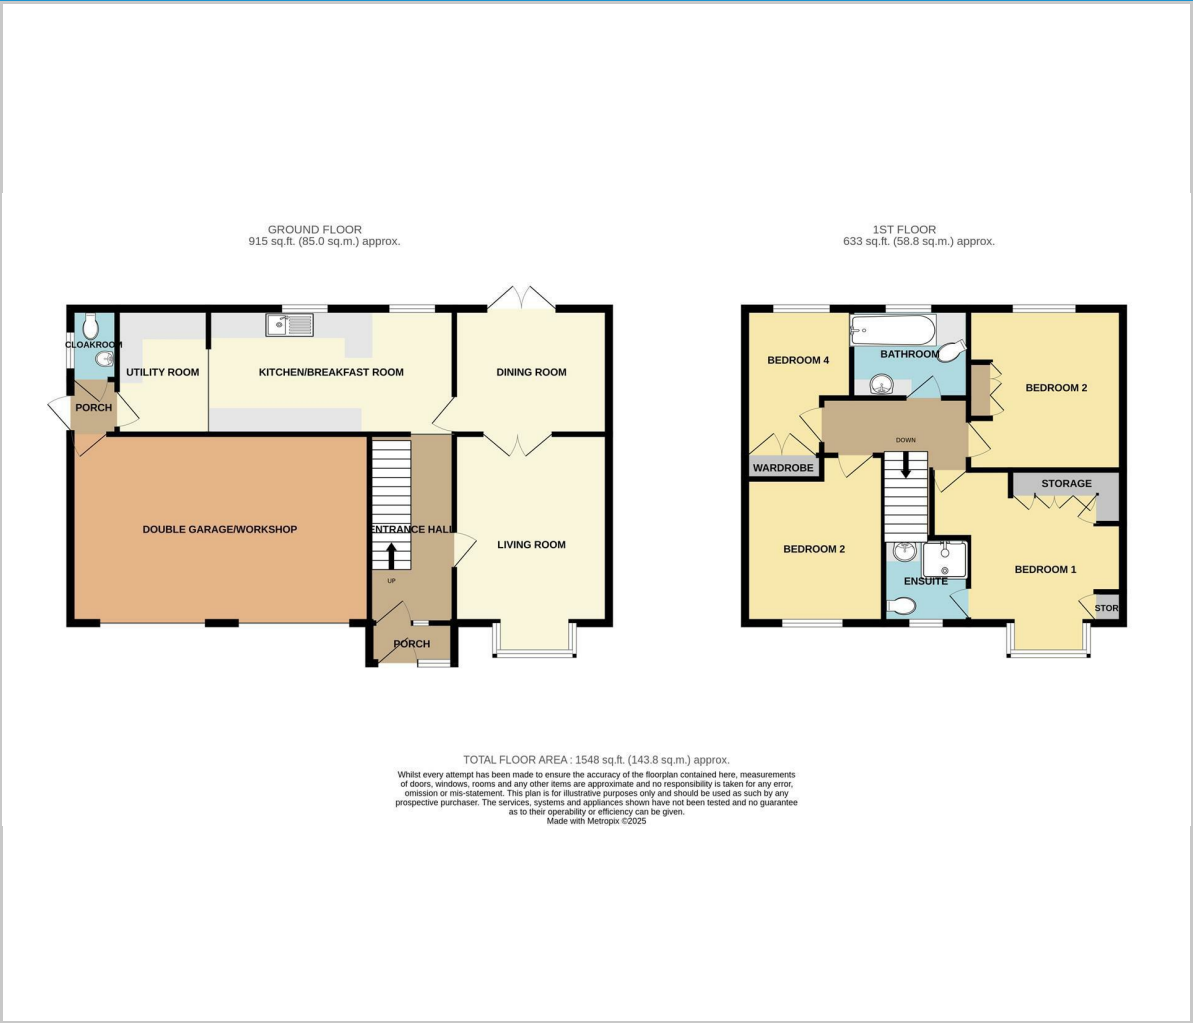 GROUND FLOOR
915 sq.ft. (85.0 sq.m.) approx.
1ST FLOOR
633 sq.ft. (58.8 sq.m.) approx.
CLOAKROOM
PORCH
UTILITY ROOM
KITCHEN/BREAKFAST ROOM
DINING ROOM
DOUBLE GARAGE/WORKSHOP
ENTRANCE HALL
UP
LIVING ROOM
PORCH
BEDROOM 4
BATHROOM
BEDROOM 2
WARDROBE
DOWN
STORAGE
BEDROOM 2
ENSUITE
BEDROOM 1
STOR
TOTAL FLOOR AREA : 1548 sq.ft. (143.8 sq.m.) approx.
Whilst every attempt has been made to ensure the accuracy of the floorplan contained here, measurements
of doors, windows, rooms and any other items are approximate and no responsibility is taken for any error,
omission or mis-statement. This plan is for illustrative purposes only and should be used as such by any
prospective purchaser. The services, systems and appliances shown have not been tested and no guarantee
as to their operability or efficiency can be given.
Made with Metropix ©2025